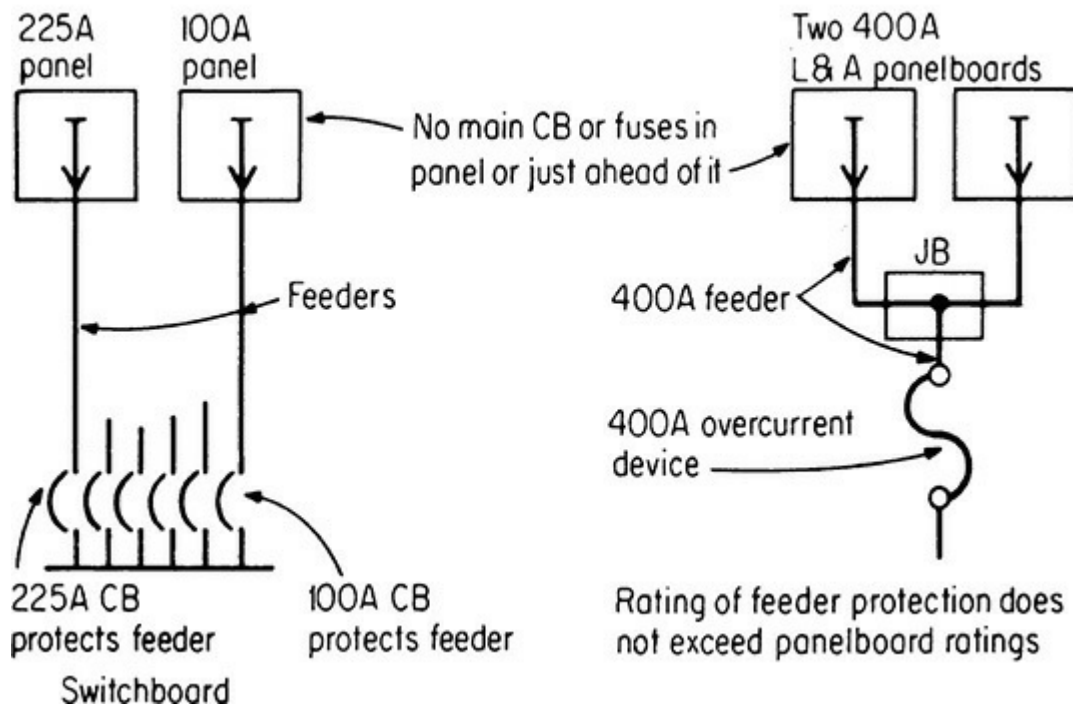 225A
panel
100A
panel
No main CB or fuses in
panel or just ahead of it
Two 400A
L & A panelboards
Feeders
JB
400A feeder
400A overcurrent
device
225A CB
protects feeder
100A CB
protects feeder
Switchboard
Rating of feeder protection does
not exceed panelboard ratings